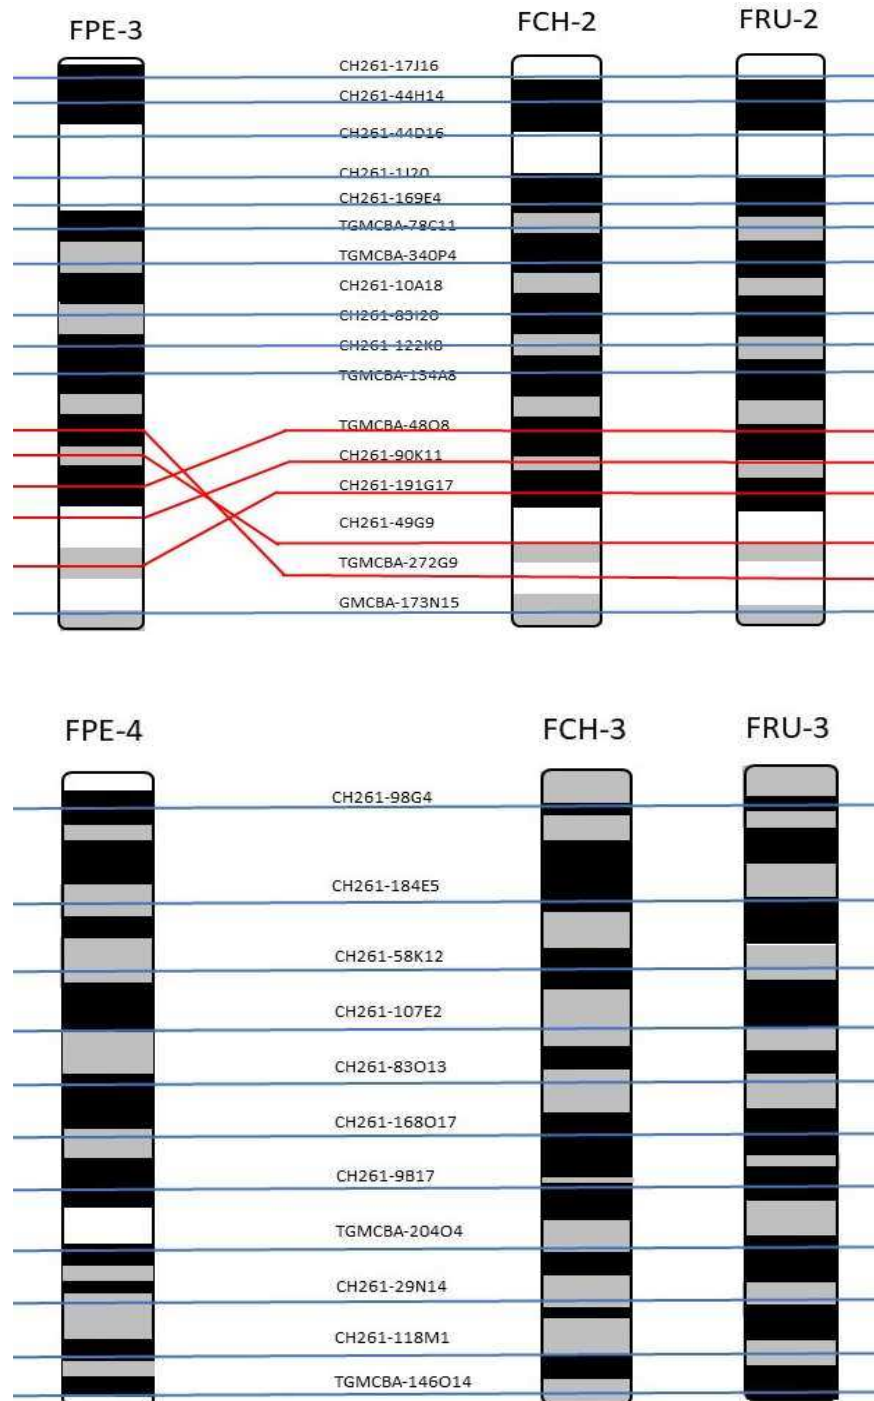 FPE-3
FCH-2
FRU-2
CH261-17J16
CH261-44H14
CH261-44D16
CH261-1J20
CH261-169E4
TGMCBA-78C11
TGMCBA-340P4
CH261-10A18
CH261-83I20
CH261-122K8
TGMCBA-134A8
TGMCBA-48O8
CH261-90K11
CH261-191G17
CH261-49G9
TGMCBA-272G9
GMCBA-173N15
FPE-4
FCH-3
FRU-3
CH261-98G4
CH261-184E5
CH261-58K12
CH261-107E2
CH261-83O13
CH261-168O17
CH261-9B17
TGMCBA-204O4
CH261-29N14
CH261-118M1
TGMCBA-146O14